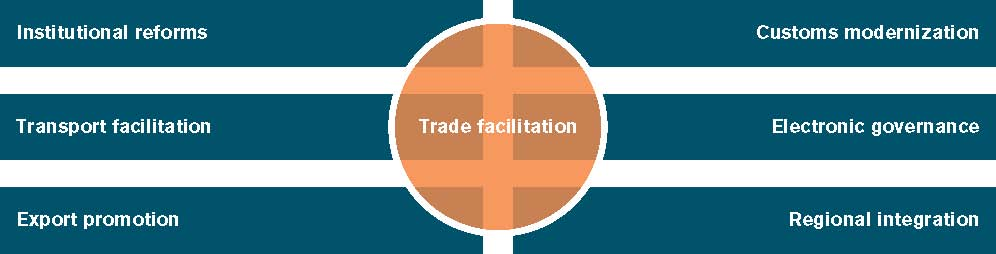 Institutional reforms
Customs modernization
Transport facilitation
Trade facilitation
Electronic governance
Export promotion
Regional integration